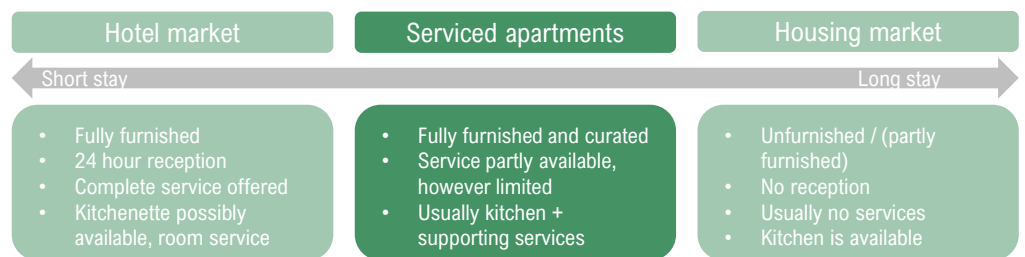 Hotel market
Serviced apartments
Housing market
Short stay
Long stay
• Fully furnished
• 24 hour reception
• Complete service offered
• Kitchenette possibly
available, room service
• Fully furnished and curated
• Service partly available,
however limited
• Usually kitchen +
supporting services
• Unfurnished / (partly
furnished)
• No reception
• Usually no services
• Kitchen is available